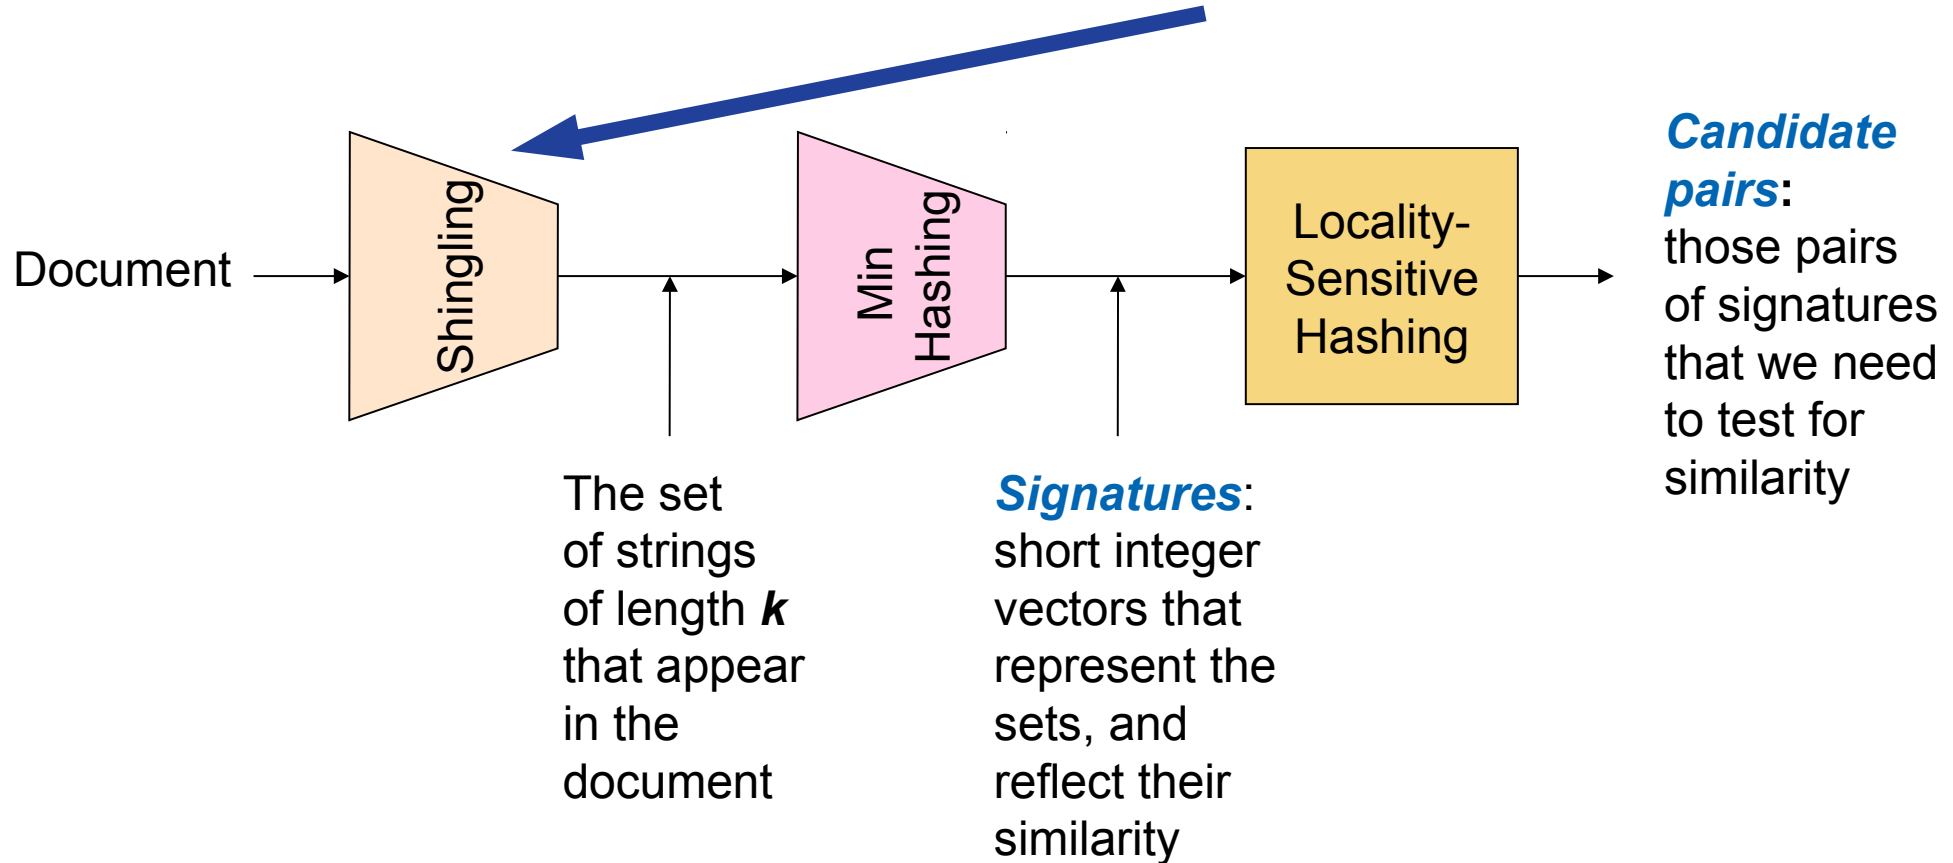 Document
Shingling
The set
of strings
of length k
that appear
in the
document
Min
Hashing
Signatures:
short integer
vectors that
represent the
sets, and
reflect their
similarity
Locality-
Sensitive
Hashing
Candidate
pairs:
those pairs
of signatures
that we need
to test for
similarity